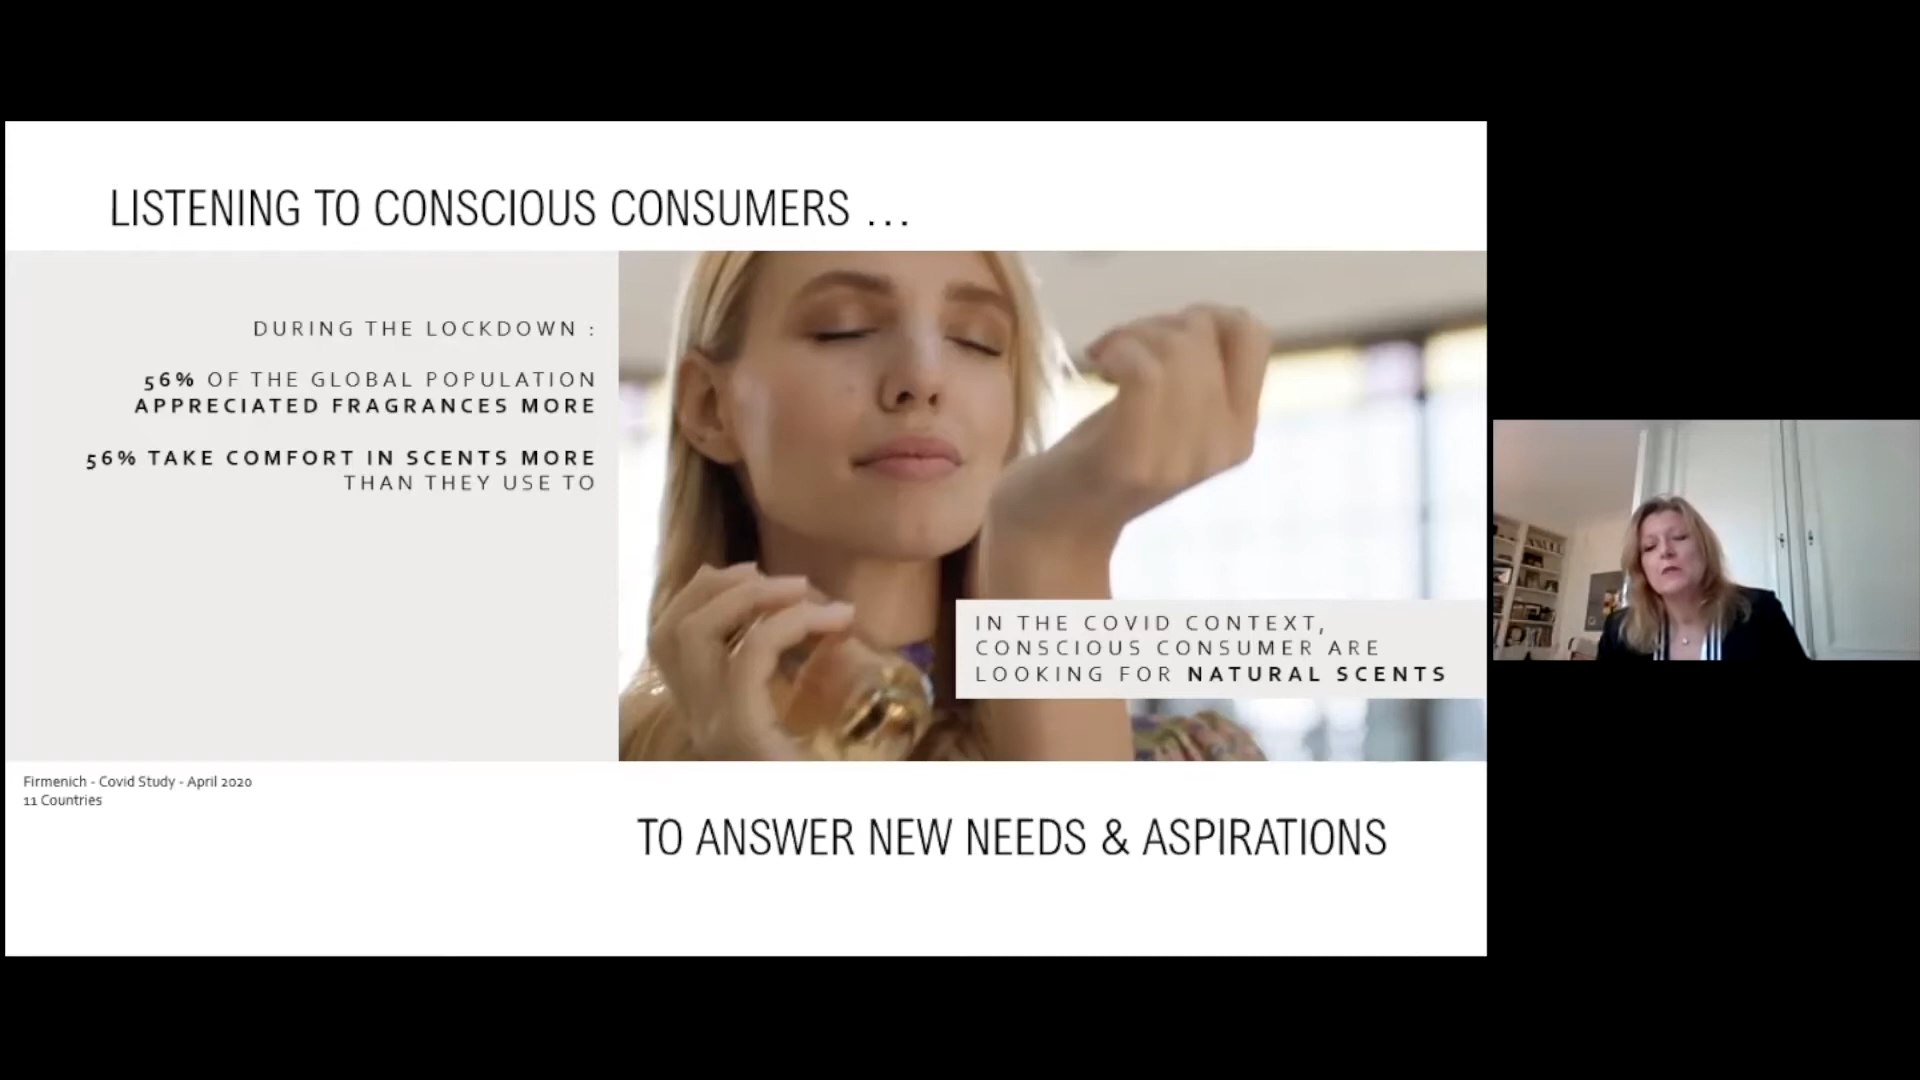 LISTENING TO CONSCIOUS CONSUMERS ...
DURING THE LOCKDOWN :
56% OF THE GLOBAL POPULATION
APPRECIATED FRAGRANCES MORE
56% TAKE COMFORT IN SCENTS MORE
THAN THEY USE TO
IN THE COVID CONTEXT,
CONSCIOUS CONSUMER ARE
LOOKING FOR NATURAL SCENTS
Firmenich - Covid Study - April 2020
11 Countries
TO ANSWER NEW NEEDS & ASPIRATIONS